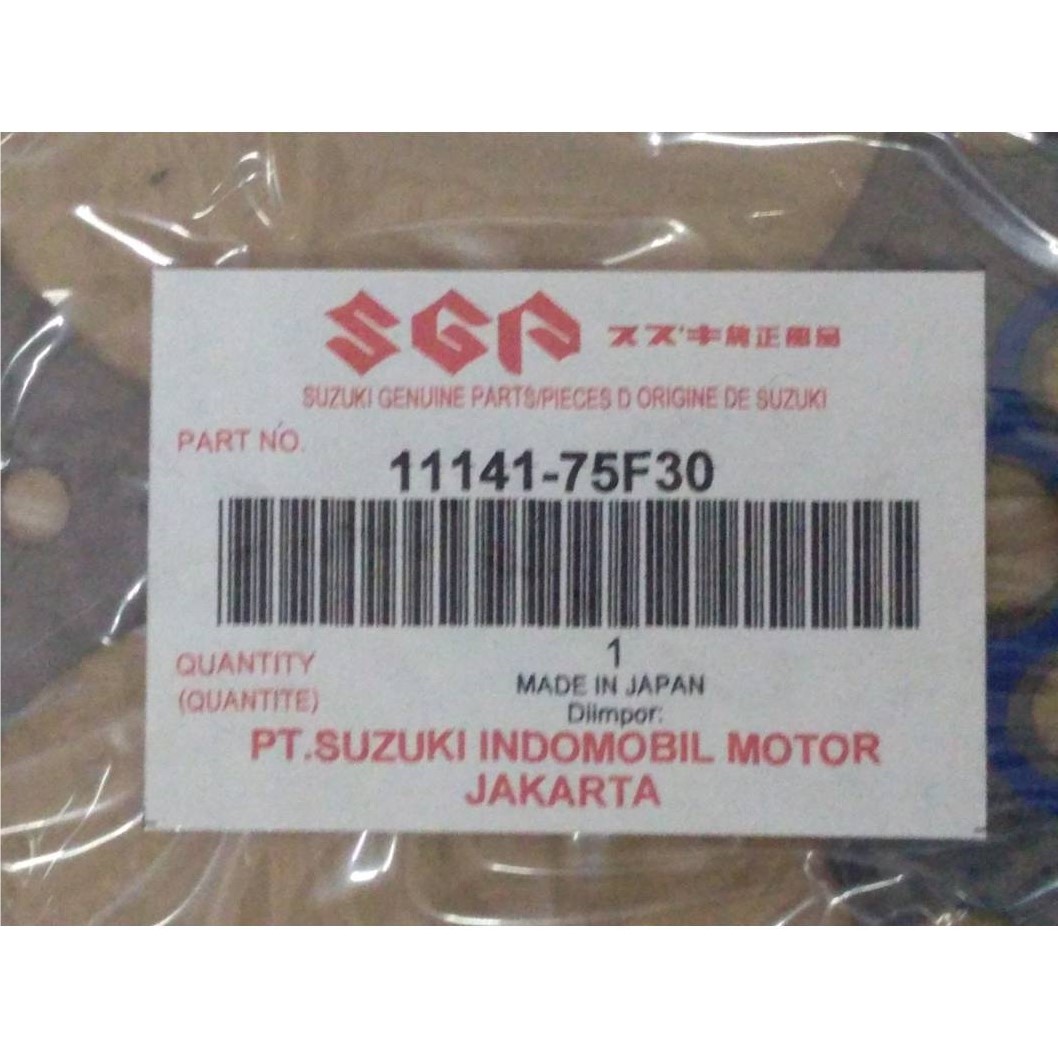 SGP スズキ純正部品
SUZUKI GENUINE PARTS/PIECES D ORIGINE DE SUZUKI
PART NO.
11141-75F30
QUANTITY
(QUANTITE)
1
MADE IN JAPAN
Diimpor:
PT.SUZUKI INDOMOBIL MOTOR
JAKARTA